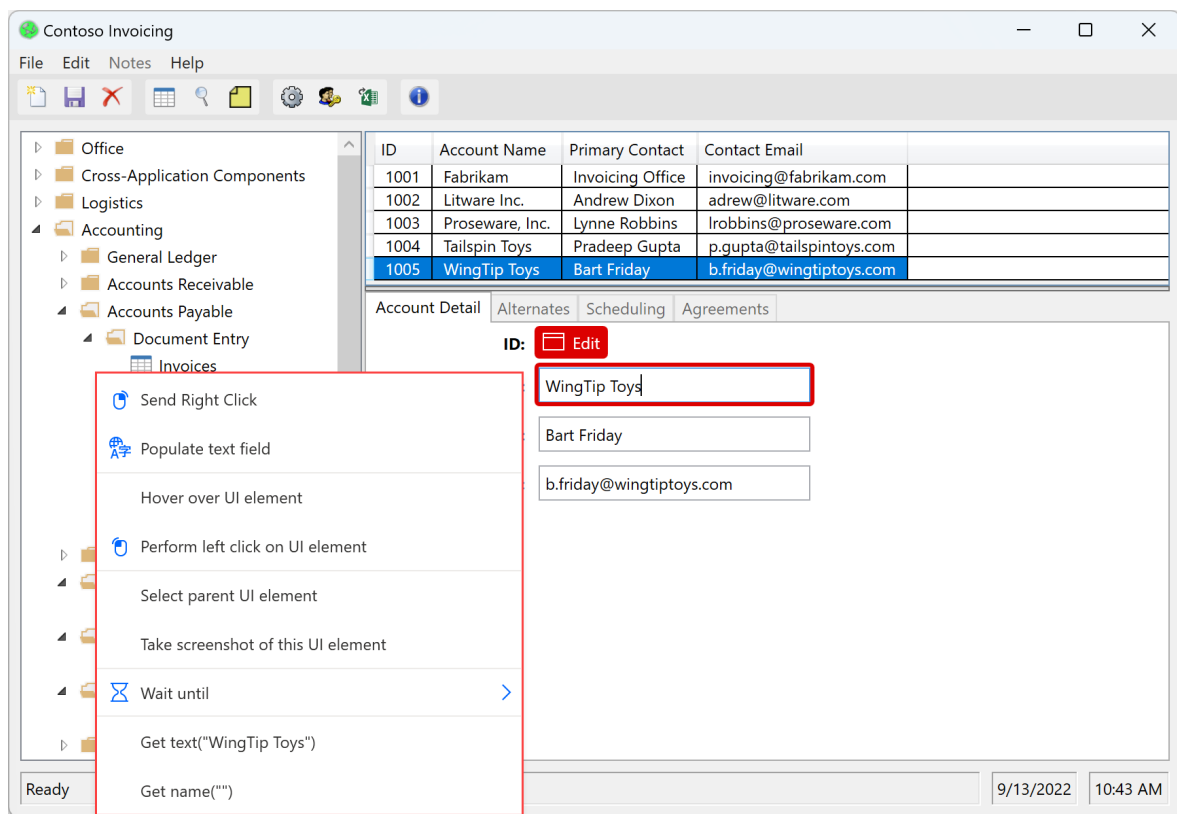 Contoso Invoicing
File Edit Notes Help
Office
Cross-Application Components
Logistics
Accounting
General Ledger
Accounts Receivable
Accounts Payable
Document Entry
Invoices
ID Account Name Primary Contact Contact Email
1001 Fabrikam Invoicing Office invoicing@fabrikam.com
1002 Litware Inc. Andrew Dixon adrew@litware.com
1003 Proseware, Inc. Lynne Robbins lrobbins@proseware.com
1004 Tailspin Toys Pradeep Gupta p.gupta@tailspintoys.com
1005 WingTip Toys Bart Friday b.friday@wingtiptoys.com
Account Detail Alternates Scheduling Agreements
ID: Edit
: WingTip Toys
: Bart Friday
: b.friday@wingtiptoys.com
Send Right Click
Populate text field
Hover over UI element
Perform left click on UI element
Select parent UI element
Take screenshot of this UI element
Wait until
Get text("WingTip Toys")
Get name("")
Ready 9/13/2022 10:43 AM